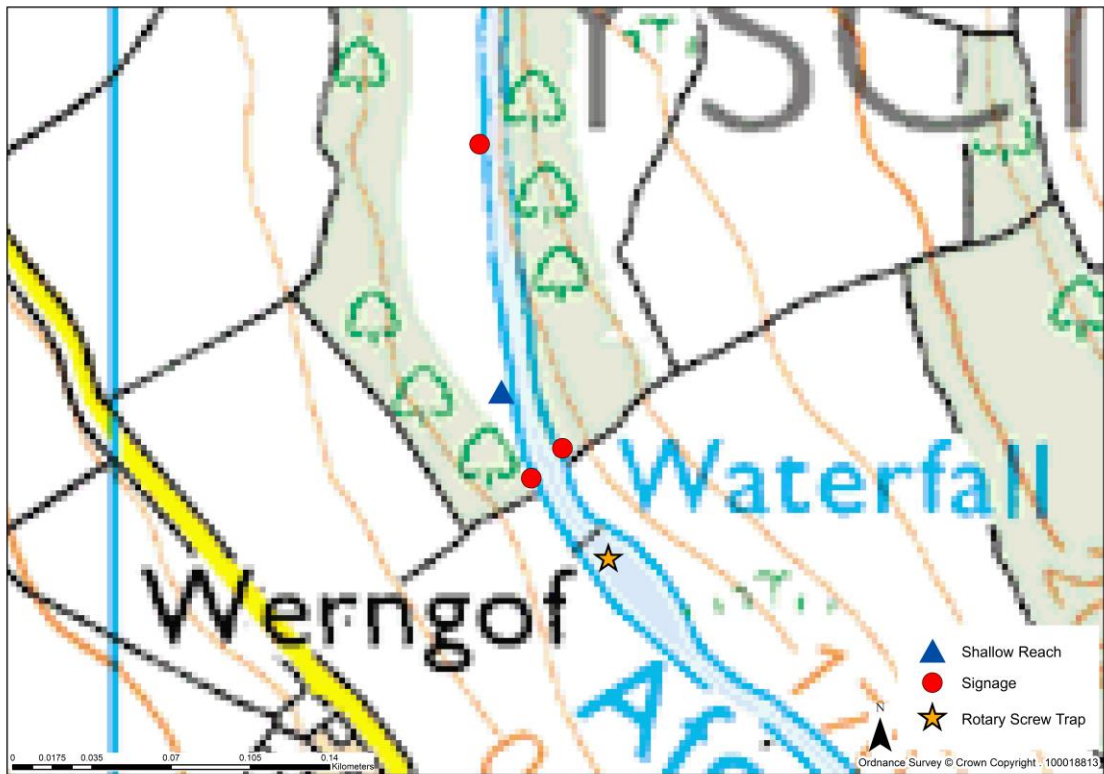 Waterfall
Werngof
Af
Shallow Reach
Signage
Rotary Screw Trap
N
0 0.0175 0.035 0.07 0.105 0.14
Kilometers
Ordnance Survey © Crown Copyright . 100018813